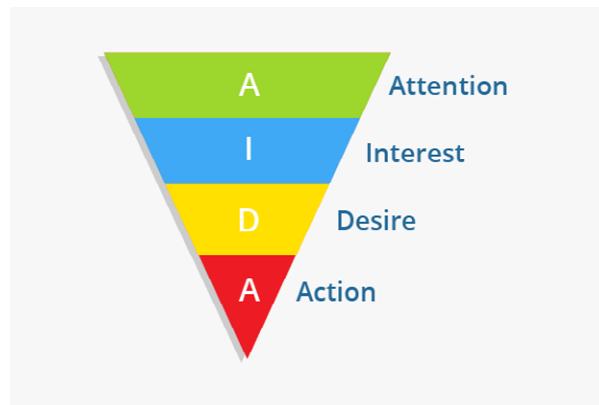 A Attention
I Interest
D Desire
A Action